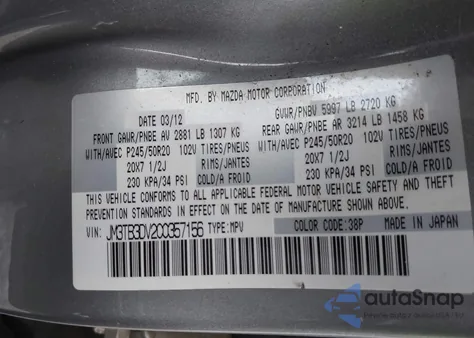 MFD. BY MAZDA MOTOR CORPORATION
DATE 03/12 GVWR/PNBV 5997 LB 2720 KG
FRONT GAWR/PNBE AV 2881 LB 1307 KG REAR GAWR/PNBE AR 3214 LB 1458 KG
WITH/AVEC P245/50R20 102V TIRES/PNEUS WITH/AVEC P245/50R20 102V TIRES/PNEUS
20X7 1/2J RIMS/JANTES 20X7 1/2J RIMS/JANTES
230 KPA/34 PSI COLD/A FROID 230 KPA/34 PSI COLD/A FROID
THIS VEHICLE CONFORMS TO ALL APPLICABLE FEDERAL MOTOR VEHICLE SAFETY AND THEFT
PREVENTION STANDARDS IN EFFECT ON THE DATE OF MANUFACTURE SHOWN ABOVE.
VIN: JM3TB3DV2C0357156 TYPE: MPV COLOR CODE: 38P MADE IN JAPAN
autoSnap